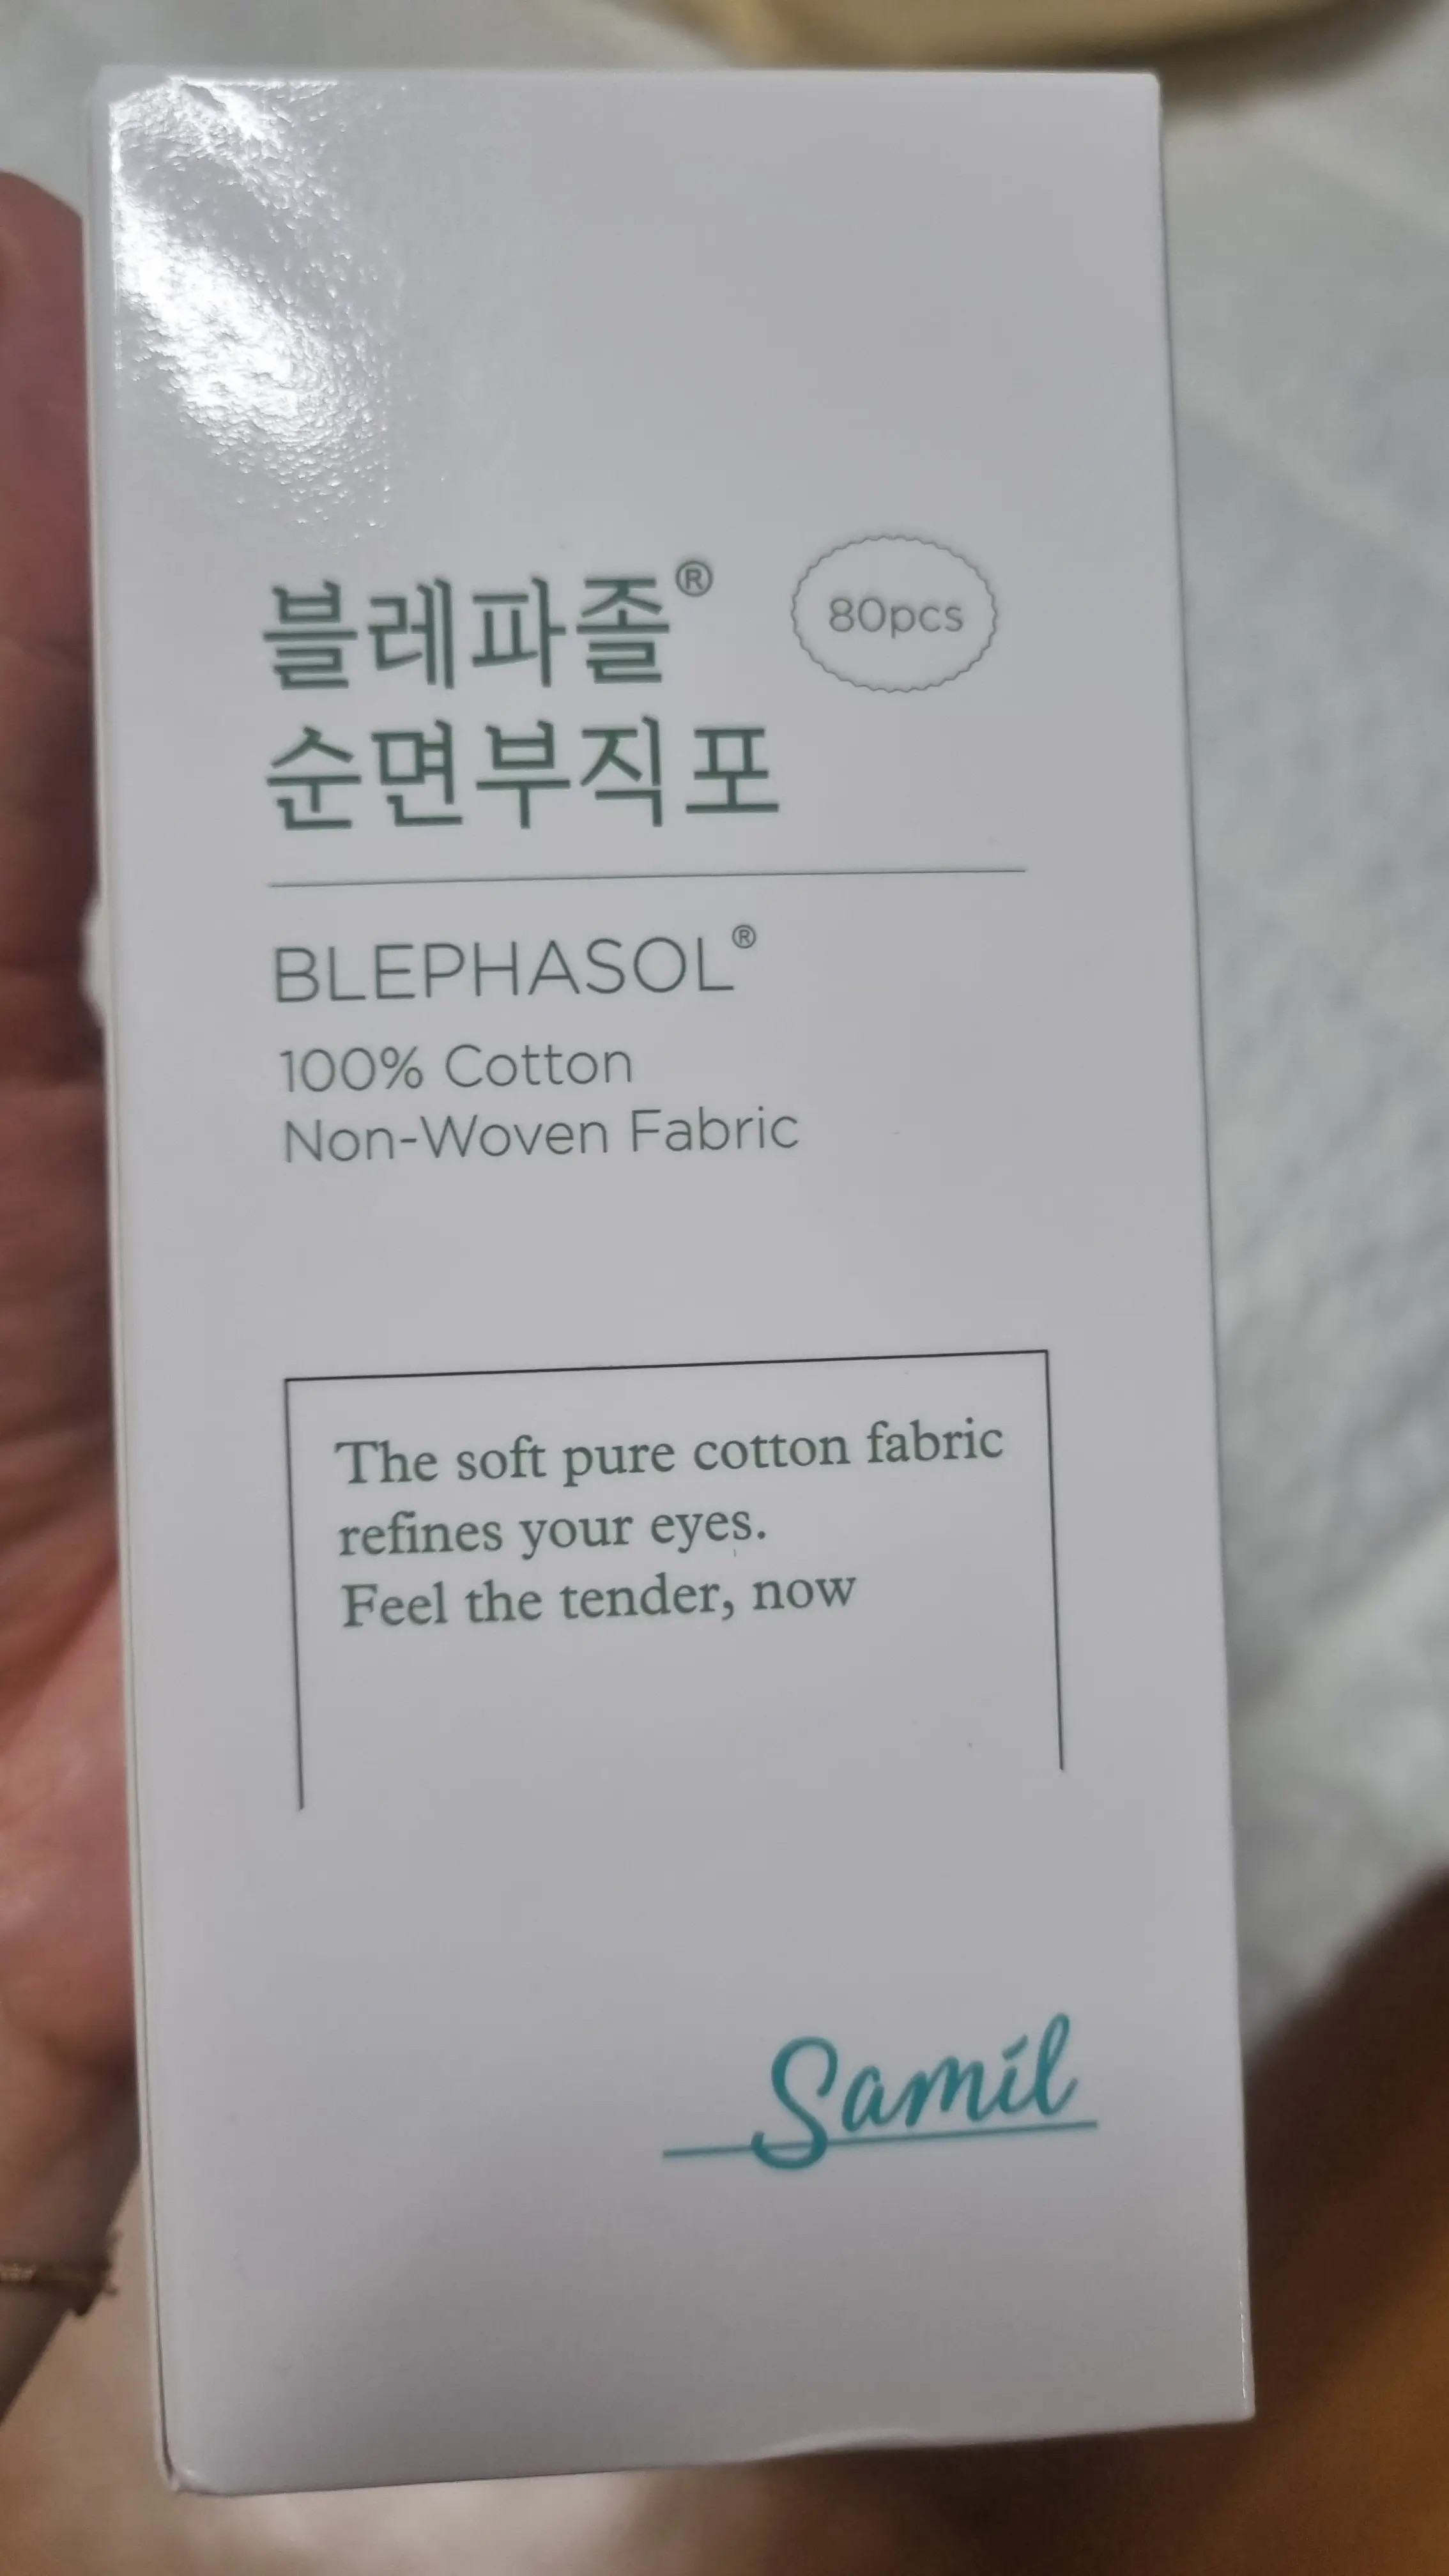 블레파졸®
80pcs
순면부직포
BLEPHASOL®
100% Cotton
Non-Woven Fabric
The soft pure cotton fabric
refines your eyes.
Feel the tender, now
Samil